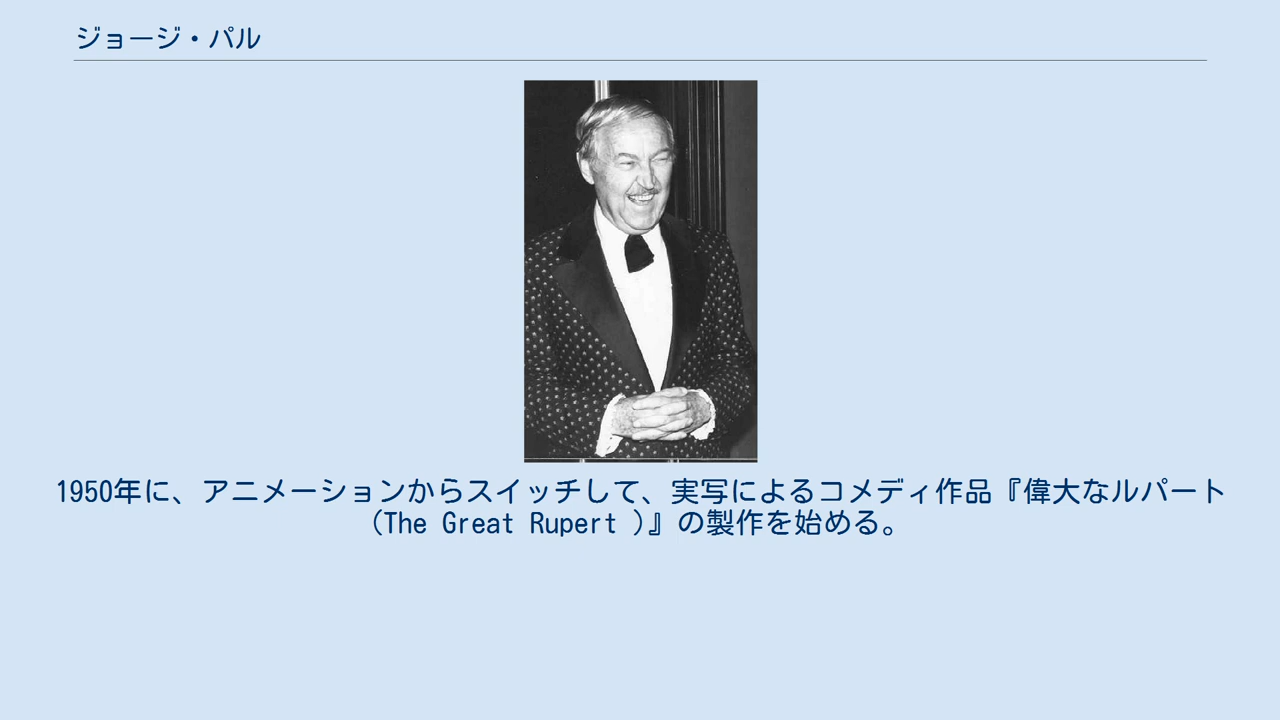 ジョージ・パル
1950年に、アニメーションからスイッチして、実写によるコメディ作品『偉大なルパート
（The Great Rupert ）』の製作を始める。